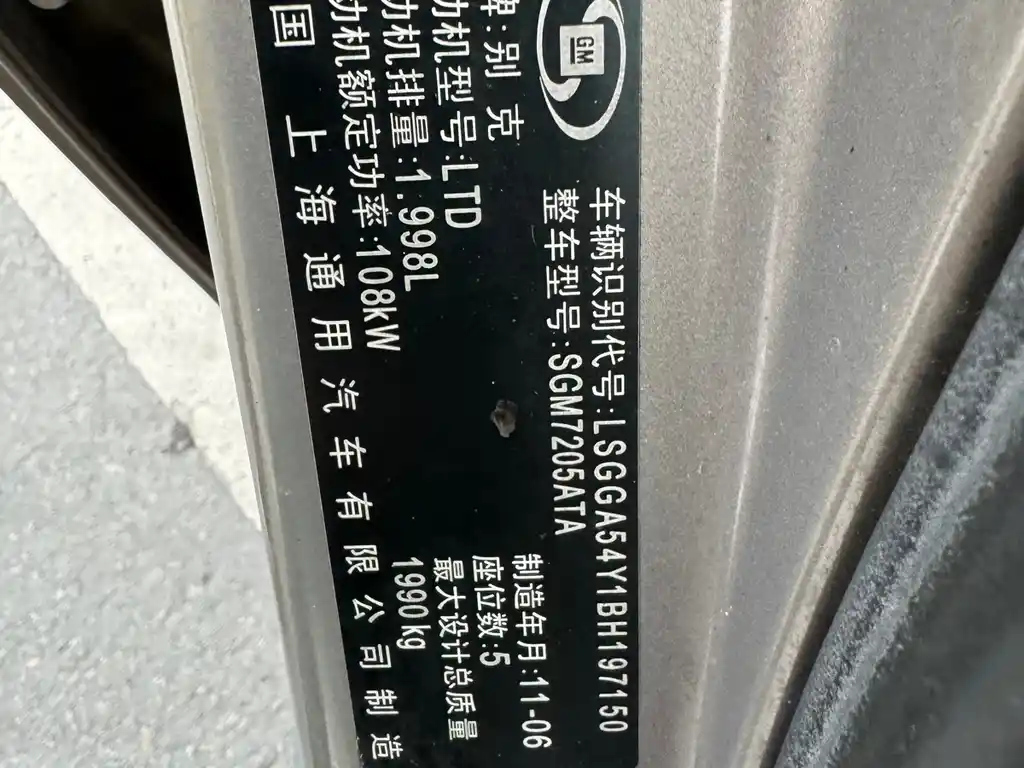 GM
车辆识别代号:LSGGA54Y1BH197150
整车型号:SGM7205ATA
牌:别克
制造年月:11-06
动机型号:LTD
座位数:5
动机排量:1.998L
最大设计总质量
动机额定功率:108kW
1990kg
国 上海通用汽车有限公司制造